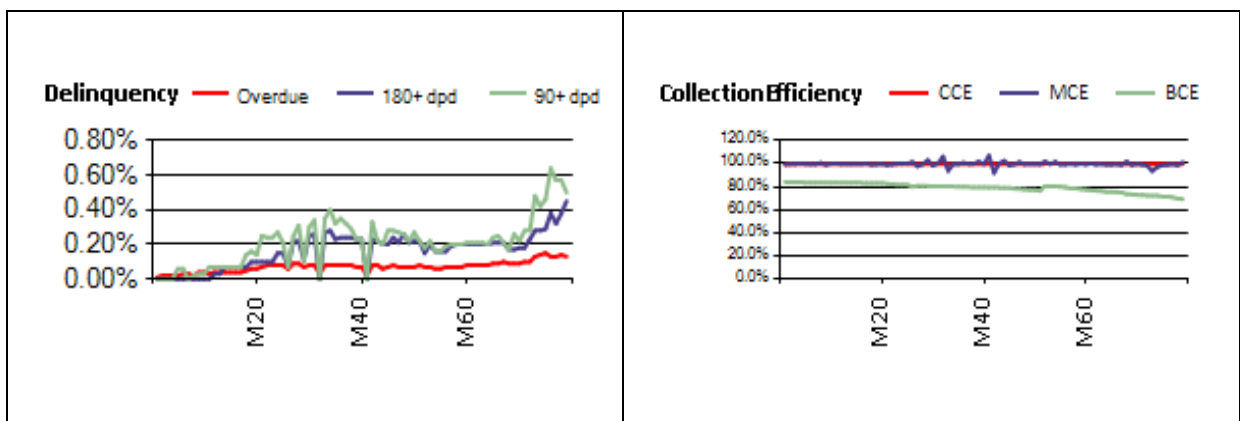 Delinquency Overdue 180+ dpd 90+ dpd
0.80%
0.60%
0.40%
0.20%
0.00%
M20
M40
M60
Collection Efficiency CCE MCE BCE
120.0%
100.0%
80.0%
60.0%
40.0%
20.0%
0.0%
M20
M40
M60